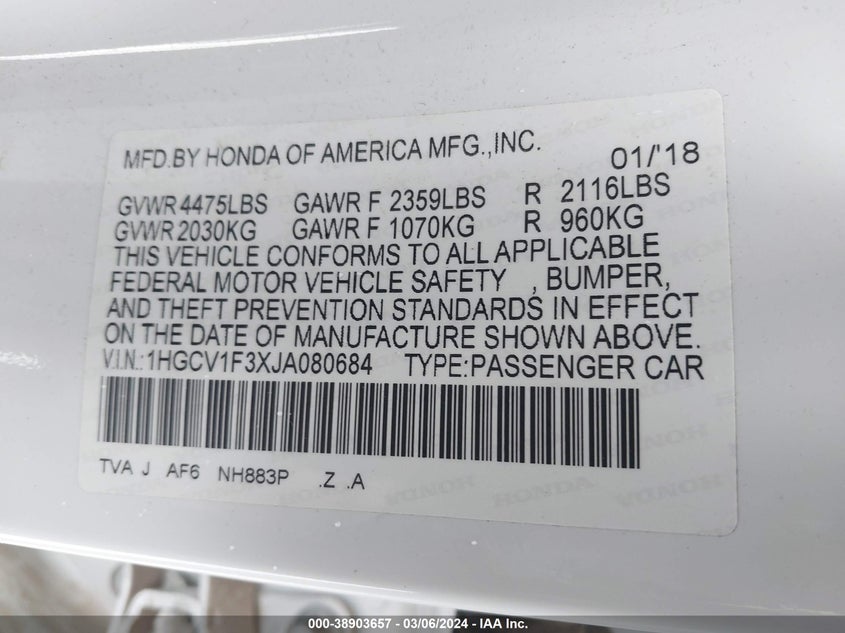 MFD.BY HONDA OF AMERICA MFG.,INC. 01/'18
GVWR 4475LBS GAWR F 2359LBS R 2116LBS
GVWR 2030KG GAWR F 1070KG R 960KG
THIS VEHICLE CONFORMS TO ALL APPLICABLE
FEDERAL MOTOR VEHICLE SAFETY , BUMPER,
AND THEFT PREVENTION STANDARDS IN EFFECT
ON THE DATE OF MANUFACTURE SHOWN ABOVE.
V.I.N.:1HGCV1F3XJA080684 TYPE:PASSENGER CAR
TVA J AF6 NH883P .Z .A
HONDA HONDA HONDA
000-38903657 - 03/06/2024 - IAA Inc.